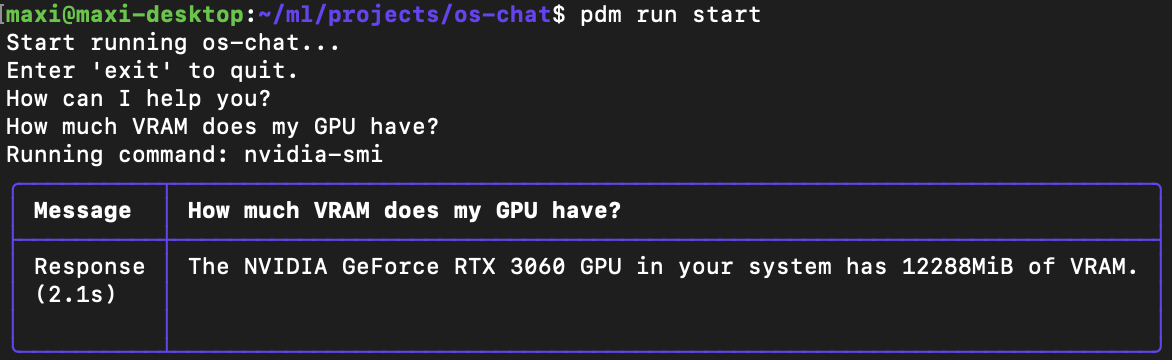 maxi@maxi-desktop:~/ml/projects/os-chat$ pdm run start
Start running os-chat...
Enter 'exit' to quit.
How can I help you?
How much VRAM does my GPU have?
Running command: nvidia-smi
Message How much VRAM does my GPU have?
Response The NVIDIA GeForce RTX 3060 GPU in your system has 12288MiB of VRAM.
(2.1s)